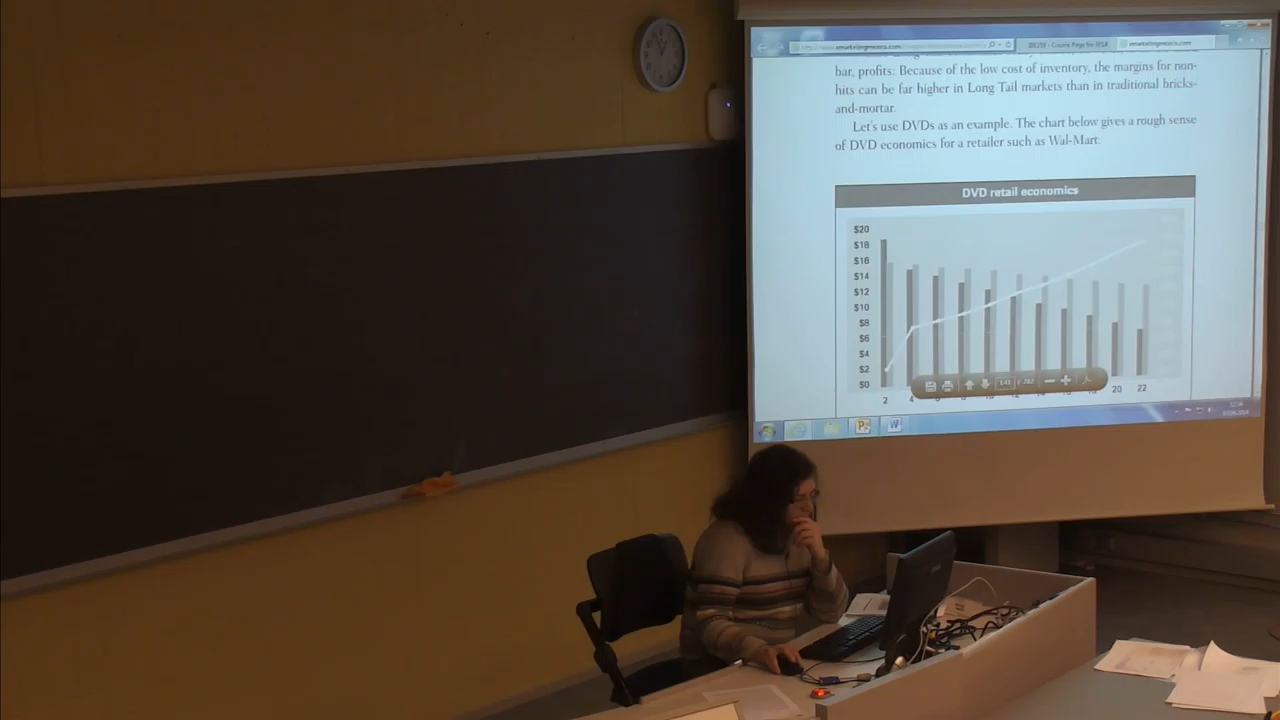 emarketingmexico.com
bar, profits: Because of the low cost of inventory, the margins for non-
hits can be far higher in Long Tail markets than in traditional bricks-
and-mortar.
Let's use DVDs as an example. The chart below gives a rough sense
of DVD economics for a retailer such as Wal-Mart:
DVD retail economics
$20
$18
$16
$14
$12
$10
$8
$6
$4
$2
$0
2 4 20 22